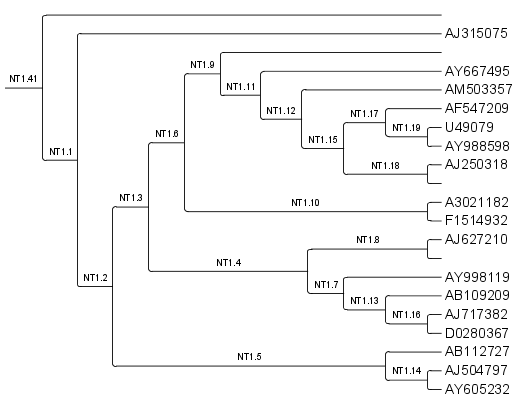 AJ315075
NT1.9
AY667495
NT1.41
NT1.11
AM503357
NT1.12
NT1.17
AF547209
NT1.6
NT1.19
U49079
NT1.15
AY988598
NT1.1
NT1.18
AJ250318
NT1.3
NT1.10
A3021182
F1514932
NT1.8
AJ627210
NT1.4
NT1.2
NT1.7
AY998119
NT1.13
AB109209
NT1.16
AJ717382
D0280367
NT1.5
AB112727
NT1.14
AJ504797
AY605232